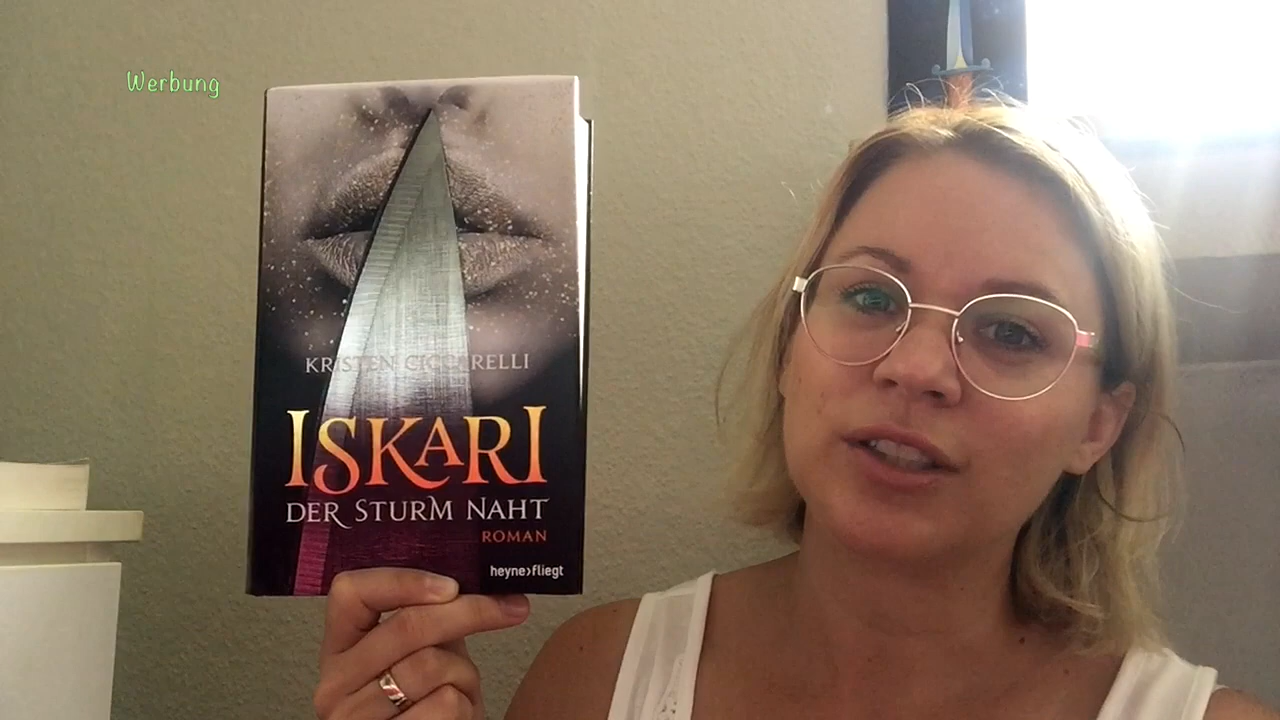 Werbung
KRISTEN CICCARELLI
ISKARI
DER STURM NAHT
ROMAN
heyne>fliegt